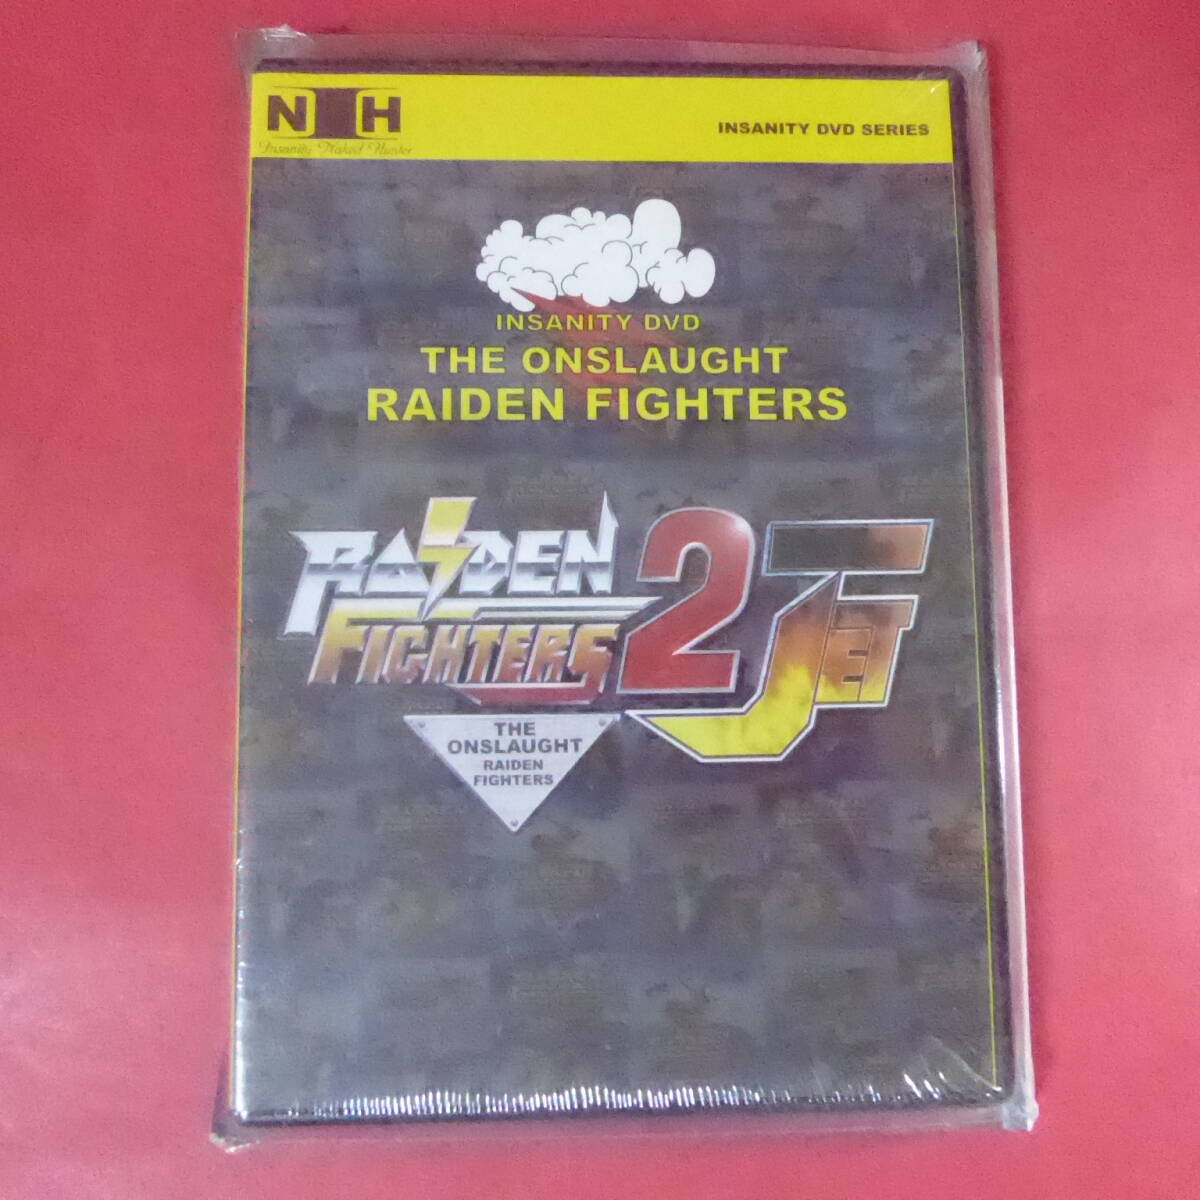 NIH
Insanity Naked Hunter
INSANITY DVD SERIES
INSANITY DVD
THE ONSLAUGHT
RAIDEN FIGHTERS
RAIDEN
FIGHTERS
2
JET
THE
ONSLAUGHT
RAIDEN
FIGHTERS